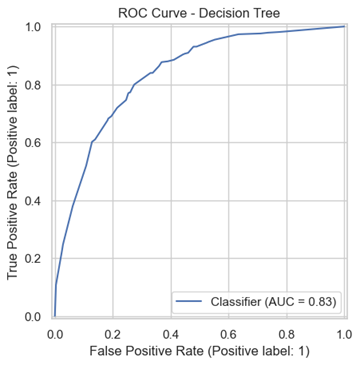 ROC Curve - Decision Tree
1.0
0.8
0.6
0.4
0.2
0.0
True Positive Rate (Positive label: 1)
Classifier (AUC = 0.83)
0.0 0.2 0.4 0.6 0.8 1.0
False Positive Rate (Positive label: 1)